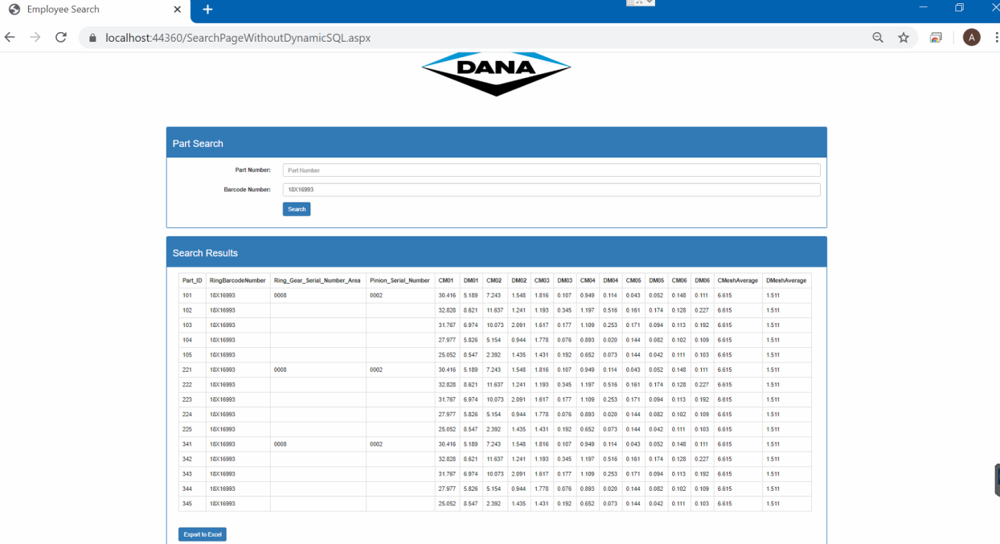 Employee Search
localhost:44360/SearchPageWithoutDynamicSQL.aspx
A
DANA
Part Search
Part Number: Part Number
Barcode Number: 18X16993
Search
Search Results
Part_ID RingBarcodeNumber Ring_Gear_Serial_Number_Area Pinion_Serial_Number CM01 DM01 CM02 DM02 CM03 DM03 CM04 DM04 CM05 DM05 CM06 DM06 CMeshAverage DMeshAverage
101 18X16993 0008 0002 30.416 5.189 7.243 1.548 1.816 0.107 0.949 0.114 0.043 0.052 0.148 0.111 6.615 1.511
102 18X16993 32.828 8.621 11.637 1.241 1.193 0.345 1.197 0.516 0.161 0.174 0.128 0.227 6.615 1.511
103 18X16993 31.767 6.974 10.073 2.091 1.617 0.177 1.109 0.253 0.171 0.094 0.113 0.192 6.615 1.511
104 18X16993 27.977 5.826 5.154 0.944 1.778 0.076 0.893 0.020 0.144 0.082 0.102 0.109 6.615 1.511
105 18X16993 25.052 8.547 2.392 1.435 1.431 0.192 0.652 0.073 0.144 0.042 0.111 0.103 6.615 1.511
221 18X16993 0008 0002 30.416 5.189 7.243 1.548 1.816 0.107 0.949 0.114 0.043 0.052 0.148 0.111 6.615 1.511
222 18X16993 32.828 8.621 11.637 1.241 1.193 0.345 1.197 0.516 0.161 0.174 0.128 0.227 6.615 1.511
223 18X16993 31.767 6.974 10.073 2.091 1.617 0.177 1.109 0.253 0.171 0.094 0.113 0.192 6.615 1.511
224 18X16993 27.977 5.826 5.154 0.944 1.778 0.076 0.893 0.020 0.144 0.082 0.102 0.109 6.615 1.511
225 18X16993 25.052 8.547 2.392 1.435 1.431 0.192 0.652 0.073 0.144 0.042 0.111 0.103 6.615 1.511
341 18X16993 0008 0002 30.416 5.189 7.243 1.548 1.816 0.107 0.949 0.114 0.043 0.052 0.148 0.111 6.615 1.511
342 18X16993 32.828 8.621 11.637 1.241 1.193 0.345 1.197 0.516 0.161 0.174 0.128 0.227 6.615 1.511
343 18X16993 31.767 6.974 10.073 2.091 1.617 0.177 1.109 0.253 0.171 0.094 0.113 0.192 6.615 1.511
344 18X16993 27.977 5.826 5.154 0.944 1.778 0.076 0.893 0.020 0.144 0.082 0.102 0.109 6.615 1.511
345 18X16993 25.052 8.547 2.392 1.435 1.431 0.192 0.652 0.073 0.144 0.042 0.111 0.103 6.615 1.511
Export to Excel